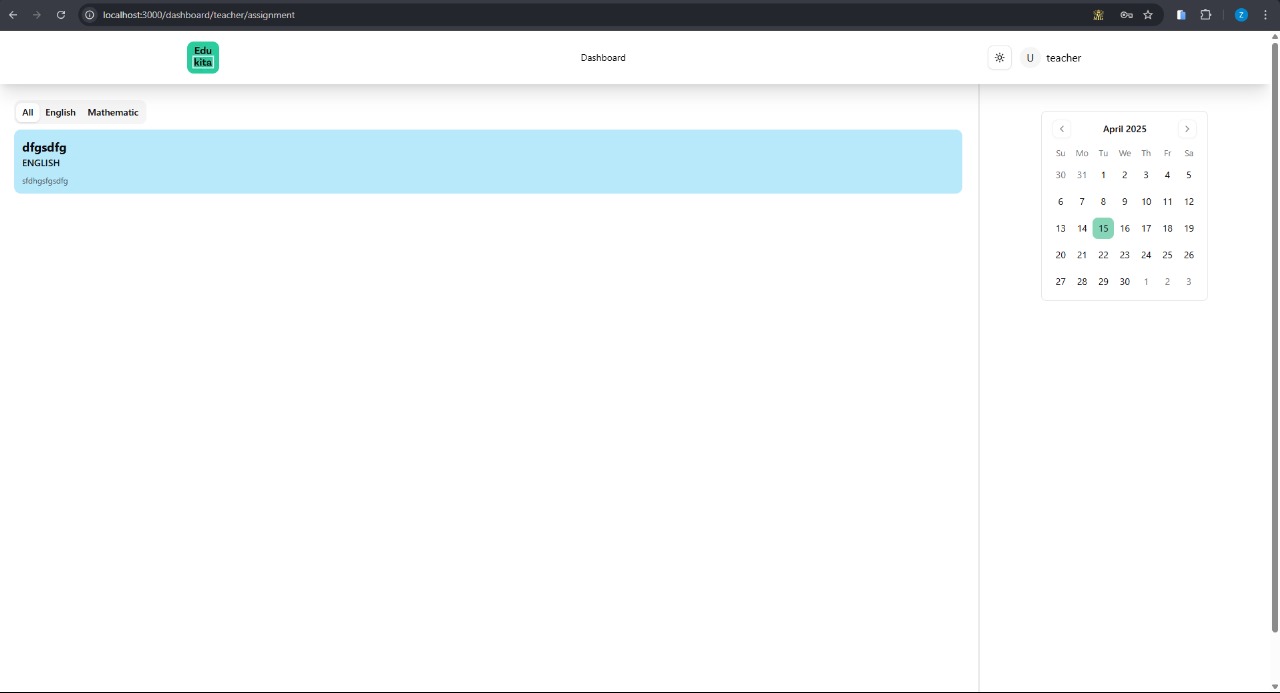 localhost:3000/dashboard/teacher/assignment
Z
Edu
kita
Dashboard
U teacher
All English Mathematic
dfgsdfg
ENGLISH
sfdhgsfgsdfg
April 2025
Su Mo Tu We Th Fr Sa
30 31 1 2 3 4 5
6 7 8 9 10 11 12
13 14 15 16 17 18 19
20 21 22 23 24 25 26
27 28 29 30 1 2 3